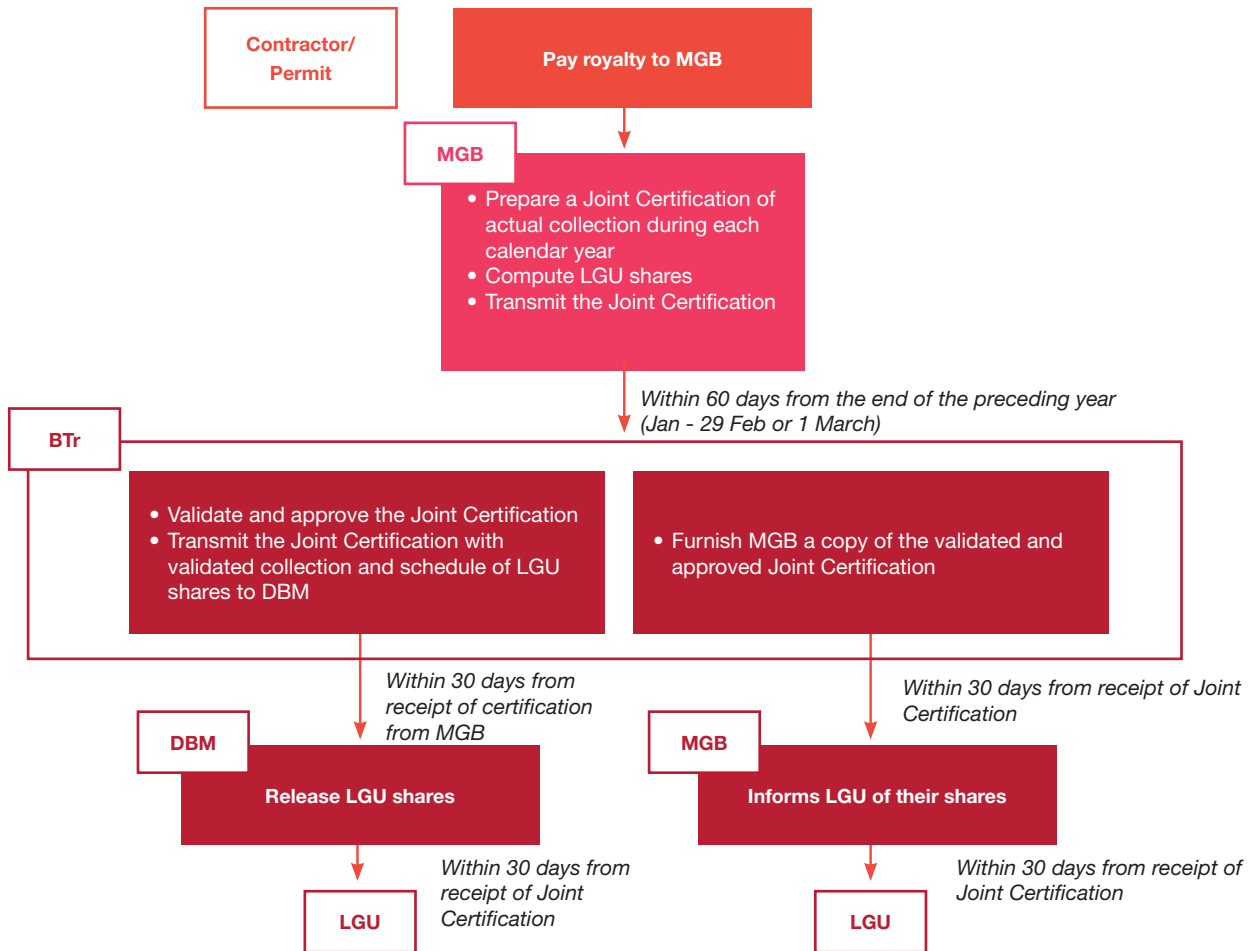 Contractor/
Permit
Pay royalty to MGB
MGB
• Prepare a Joint Certification of
actual collection during each
calendar year
• Compute LGU shares
• Transmit the Joint Certification
Within 60 days from the end of the preceding year
(Jan - 29 Feb or 1 March)
BTr
• Validate and approve the Joint Certification
• Transmit the Joint Certification with
validated collection and schedule of LGU
shares to DBM
• Furnish MGB a copy of the validated and
approved Joint Certification
Within 30 days from
receipt of certification
from MGB
Within 30 days from receipt of Joint
Certification
DBM
Release LGU shares
MGB
Informs LGU of their shares
Within 30 days from
receipt of Joint
Certification
Within 30 days from receipt of
Joint Certification
LGU
LGU